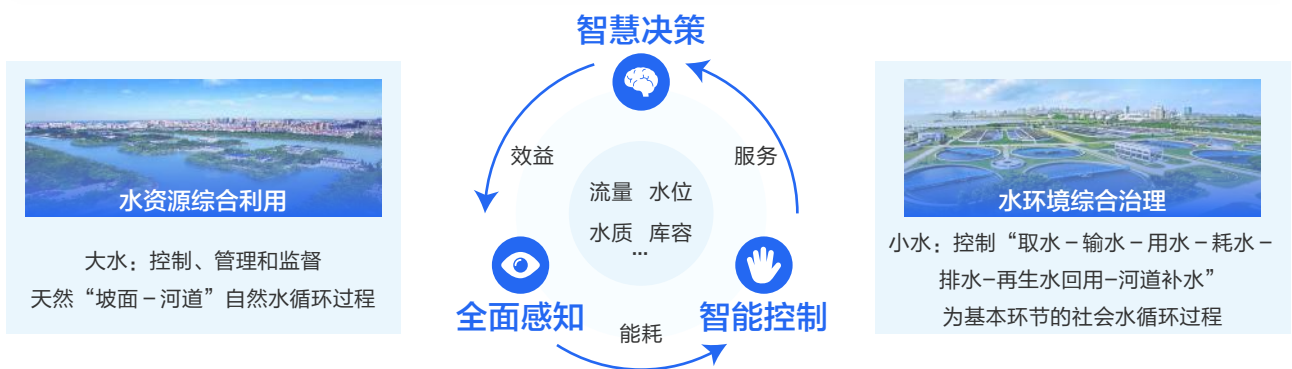 智慧决策
水资源综合利用
大水：控制、管理和监督
天然“坡面–河道”自然水循环过程
效益
服务
流量 水位
水质 库容
...
全面感知
能耗
智能控制
水环境综合治理
小水：控制“取水–输水–用水–耗水–
排水–再生水回用–河道补水”
为基本环节的社会水循环过程